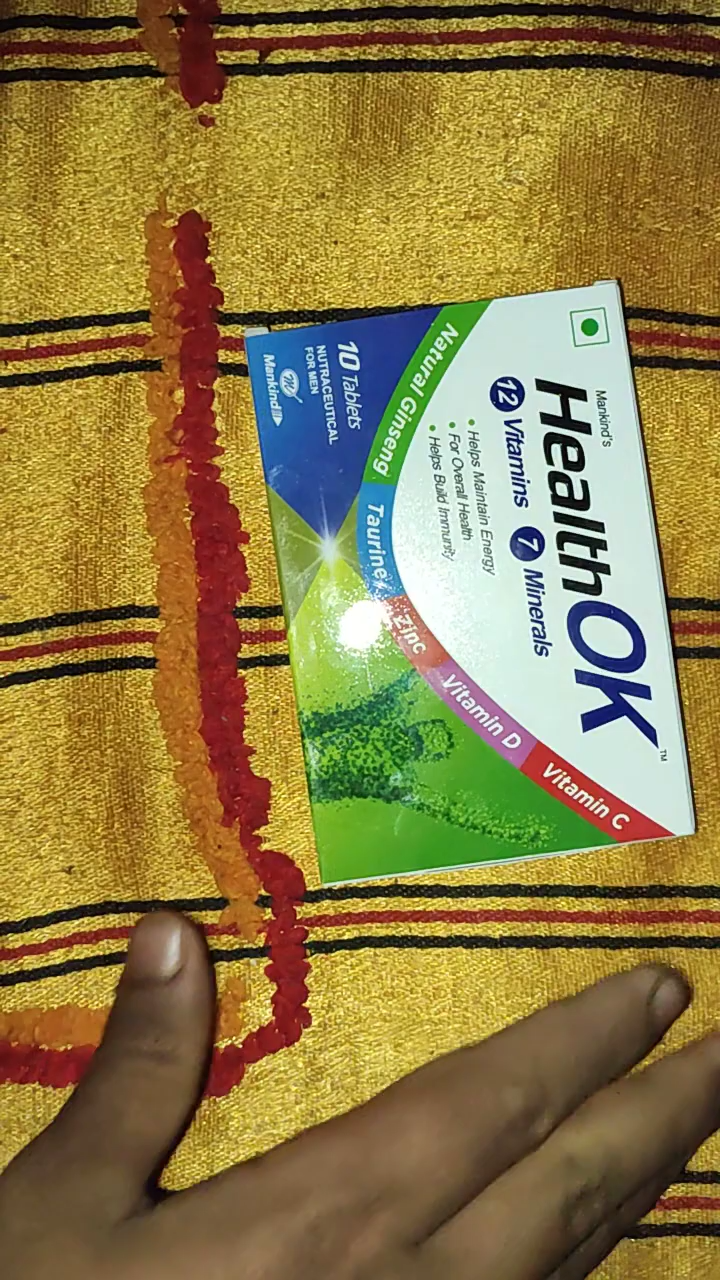 Mankind's
HealthOK™
12 Vitamins 7 Minerals
• Helps Maintain Energy
• For Overall Health
• Helps Build Immunity
Natural Ginseng
Taurine
Zinc
Vitamin D
Vitamin C
10 Tablets
NUTRACEUTICAL
FOR MEN
Mankind